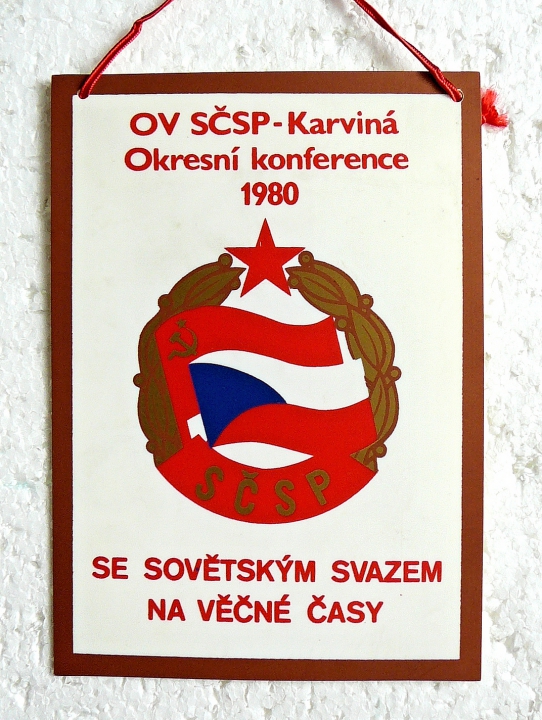 OV SČSP-Karviná
Okresní konference
1980
SČSP
SE SOVĚTSKÝM SVAZEM
NA VĚČNÉ ČASY